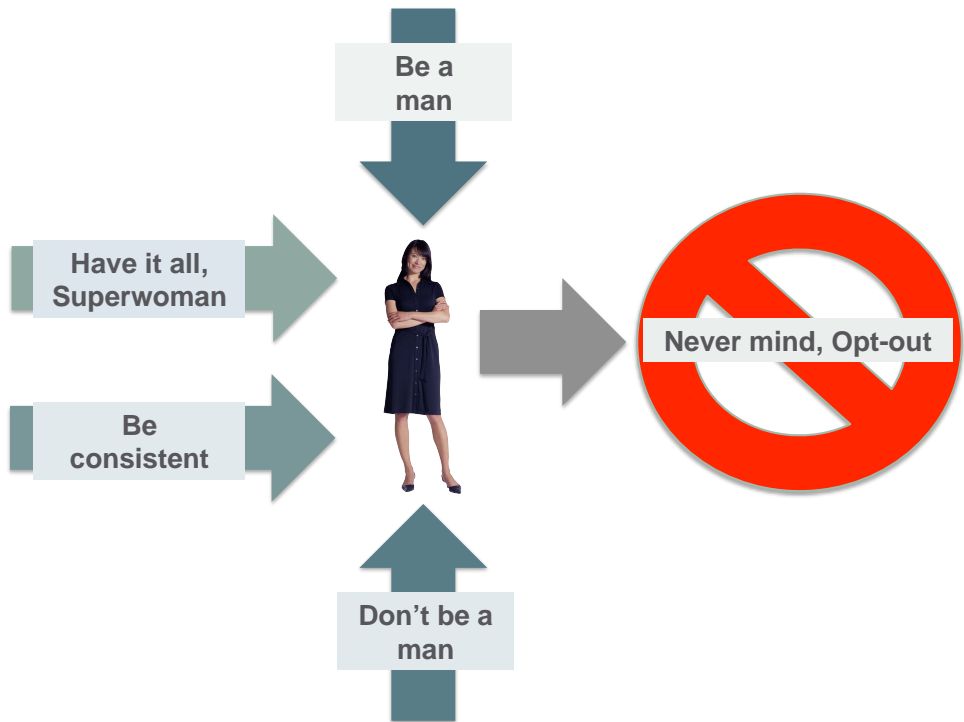 Be a
man
Have it all,
Superwoman
Never mind, Opt-out
Be
consistent
Don’t be a
man